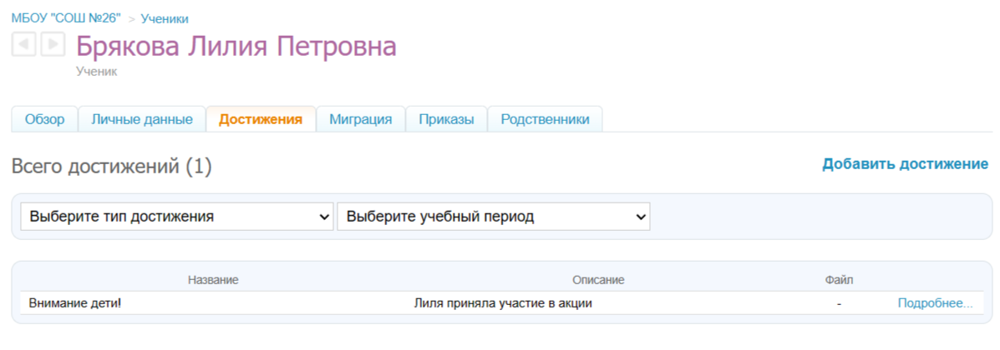 МБОУ "СОШ №26" > Ученики
Брякова Лилия Петровна
Ученик
Обзор Личные данные Достижения Миграция Приказы Родственники
Всего достижений (1) Добавить достижение
Выберите тип достижения Выберите учебный период
Название Описание Файл
Внимание дети! Лиля приняла участие в акции - Подробнее...